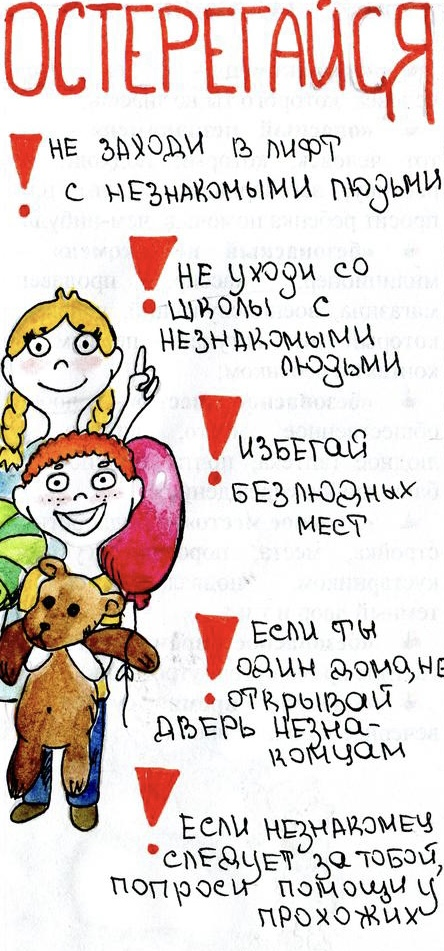 ОСТЕРЕГАЙСЯ
! НЕ ЗАХОДИ В ЛИФТ
С НЕЗНАКОМЫМИ ЛЮДЬМИ
! НЕ УХОДИ СО
ШКОЛЫ С
НЕЗНАКОМЫМИ
ЛЮДЬМИ
! ИЗБЕГАЙ
БЕЗЛЮДНЫХ
МЕСТ
! ЕСЛИ ТЫ
ОДИН ДОМА, НЕ
ОТКРЫВАЙ
ДВЕРЬ НЕЗНА-
КОМЦАМ
! ЕСЛИ НЕЗНАКОМЕЦ
СЛЕДУЕТ ЗА ТОБОЙ,
ПОПРОСИ ПОМОЩИ У
ПРОХОЖИХ